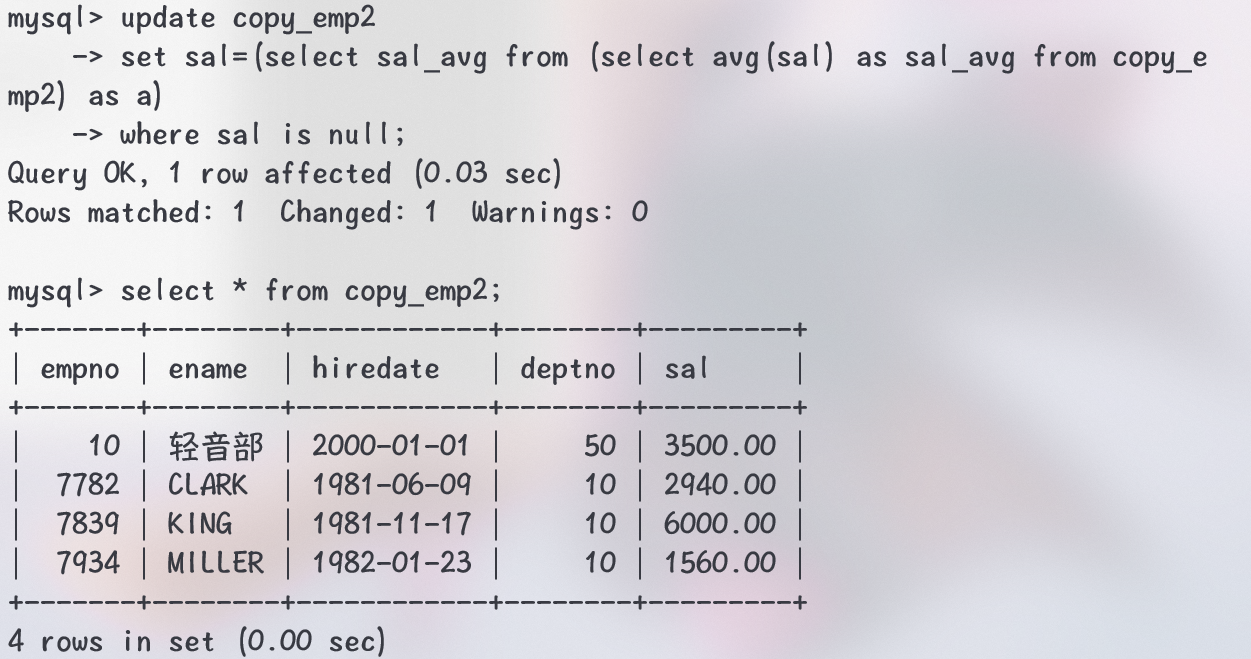 mysql> update copy_emp2
    -> set sal=(select sal_avg from (select avg(sal) as sal_avg from copy_e
mp2) as a)
    -> where sal is null;
Query OK, 1 row affected (0.03 sec)
Rows matched: 1  Changed: 1  Warnings: 0

mysql> select * from copy_emp2;
+-------+--------+------------+--------+---------+
| empno | ename  | hiredate   | deptno | sal     |
+-------+--------+------------+--------+---------+
|    10 | 轻音部 | 2000-01-01 |     50 | 3500.00 |
|  7782 | CLARK  | 1981-06-09 |     10 | 2940.00 |
|  7839 | KING   | 1981-11-17 |     10 | 6000.00 |
|  7934 | MILLER | 1982-01-23 |     10 | 1560.00 |
+-------+--------+------------+--------+---------+
4 rows in set (0.00 sec)